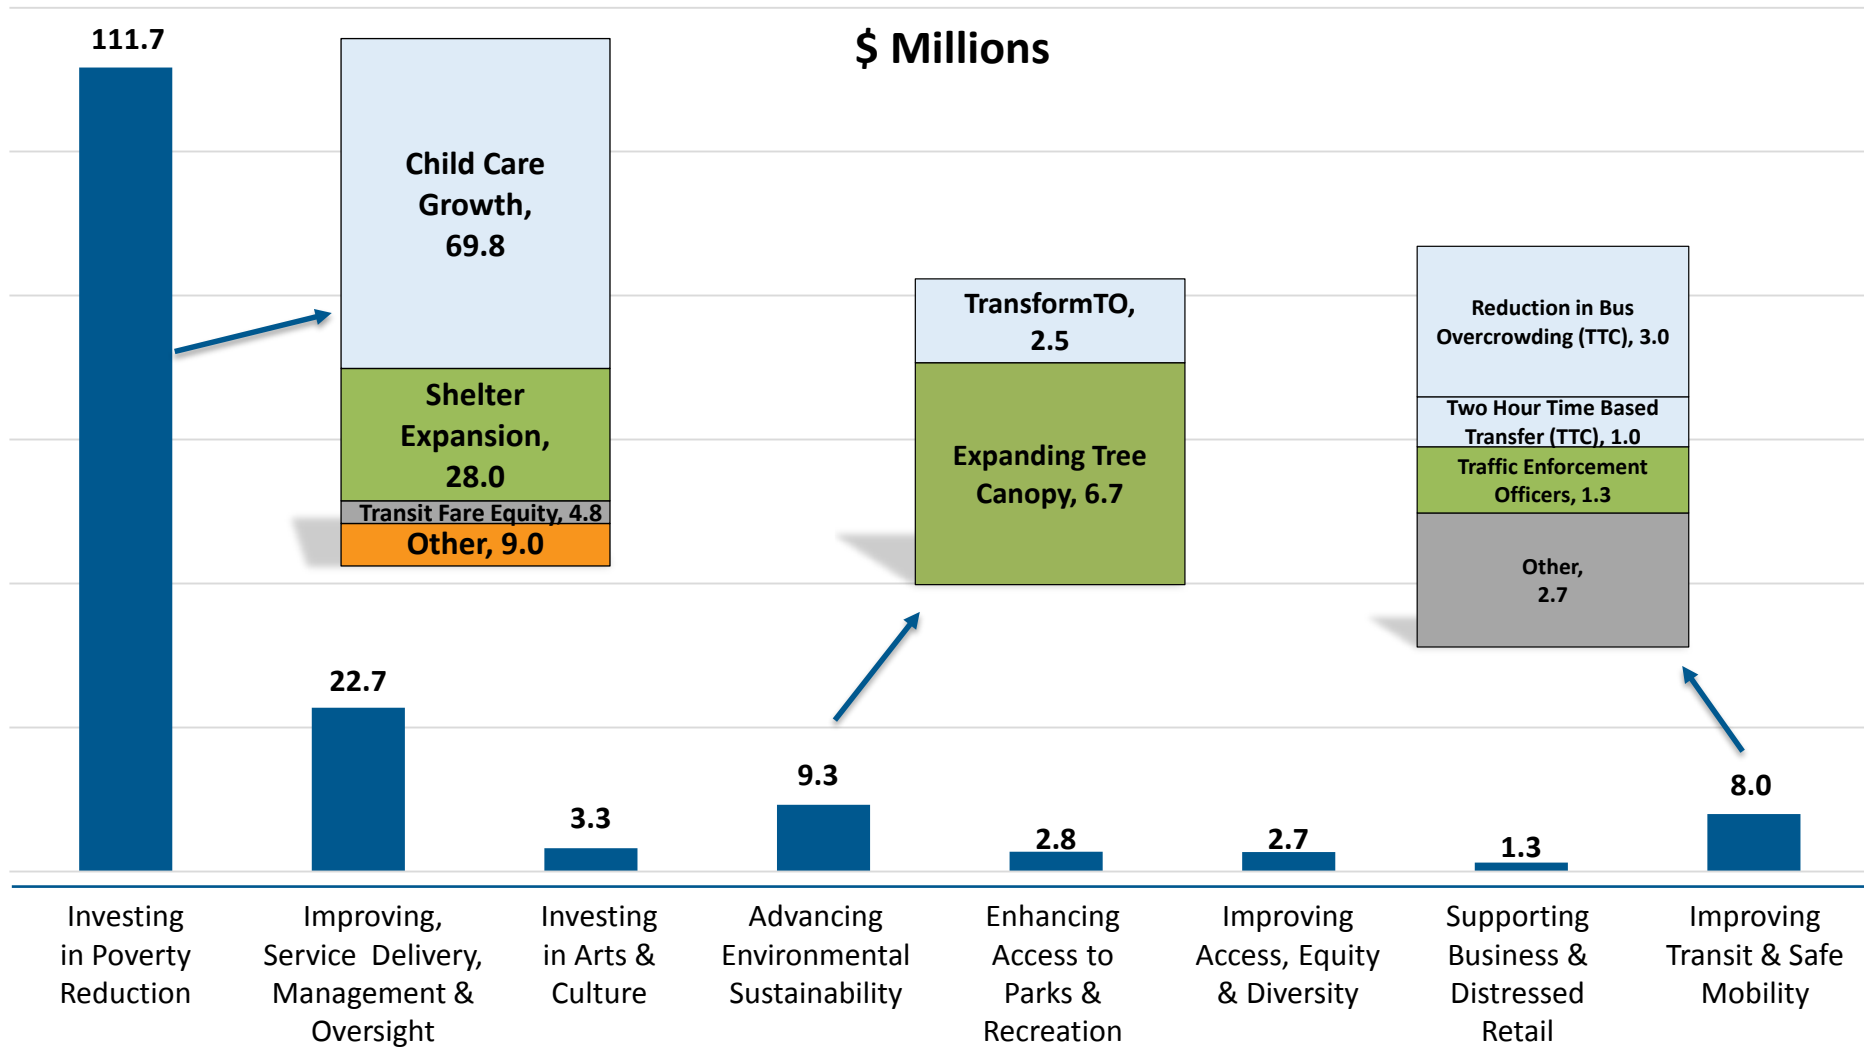 $ Millions
111.7
Child Care
Growth,
69.8
Shelter
Expansion,
28.0
Transit Fare Equity, 4.8
Other, 9.0
TransformTO,
2.5
Expanding Tree
Canopy, 6.7
Reduction in Bus
Overcrowding (TTC), 3.0
Two Hour Time Based
Transfer (TTC), 1.0
Traffic Enforcement
Officers, 1.3
Other,
2.7
22.7
3.3
9.3
2.8
2.7
1.3
8.0
Investing
in Poverty
Reduction
Improving,
Service Delivery,
Management &
Oversight
Investing
in Arts &
Culture
Advancing
Environmental
Sustainability
Enhancing
Access to
Parks &
Recreation
Improving
Access, Equity
& Diversity
Supporting
Business &
Distressed
Retail
Improving
Transit & Safe
Mobility